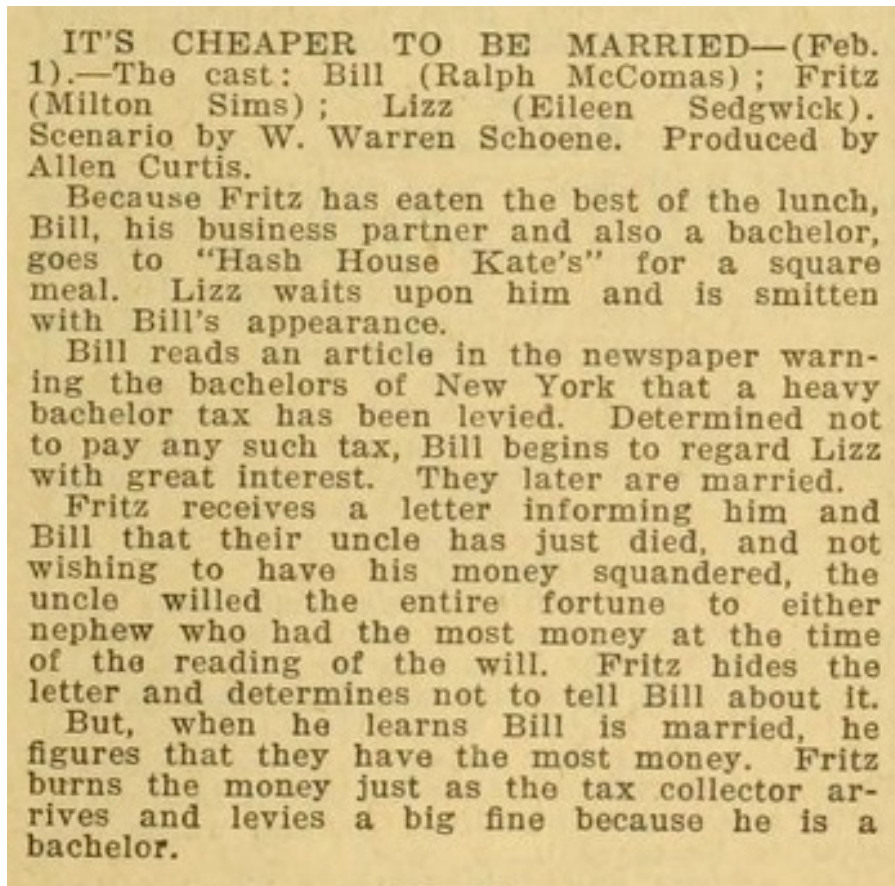 IT'S CHEAPER TO BE MARRIED—(Feb.
1).—The cast: Bill (Ralph McComas); Fritz
(Milton Sims); Lizz (Eileen Sedgwick).
Scenario by W. Warren Schoene. Produced by
Allen Curtis.
Because Fritz has eaten the best of the lunch,
Bill, his business partner and also a bachelor,
goes to "Hash House Kate's" for a square
meal. Lizz waits upon him and is smitten
with Bill's appearance.
Bill reads an article in the newspaper warn-
ing the bachelors of New York that a heavy
bachelor tax has been levied. Determined not
to pay any such tax, Bill begins to regard Lizz
with great interest. They later are married.
Fritz receives a letter informing him and
Bill that their uncle has just died, and not
wishing to have his money squandered, the
uncle willed the entire fortune to either
nephew who had the most money at the time
of the reading of the will. Fritz hides the
letter and determines not to tell Bill about it.
But, when he learns Bill is married, he
figures that they have the most money. Fritz
burns the money just as the tax collector ar-
rives and levies a big fine because he is a
bachelor.